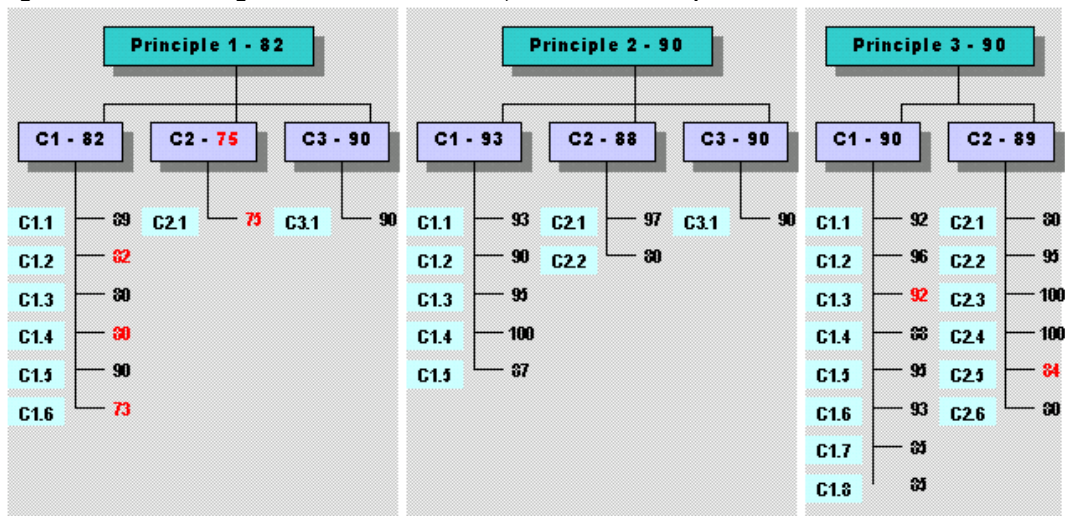 Principle 1 - 82
C1 - 82
C2 - 75
C3 - 90
C1.1 89
C1.2 82
C1.3 80
C1.4 80
C1.5 90
C1.6 73
C2.1 75
C3.1 90
Principle 2 - 90
C1 - 93
C2 - 88
C3 - 90
C1.1 93
C1.2 90
C1.3 95
C1.4 100
C1.5 87
C2.1 97
C2.2 80
C3.1 90
Principle 3 - 90
C1 - 90
C2 - 89
C1.1 92
C1.2 96
C1.3 92
C1.4 88
C1.5 95
C1.6 93
C1.7 85
C1.8 85
C2.1 80
C2.2 95
C2.3 100
C2.4 100
C2.5 84
C2.6 80